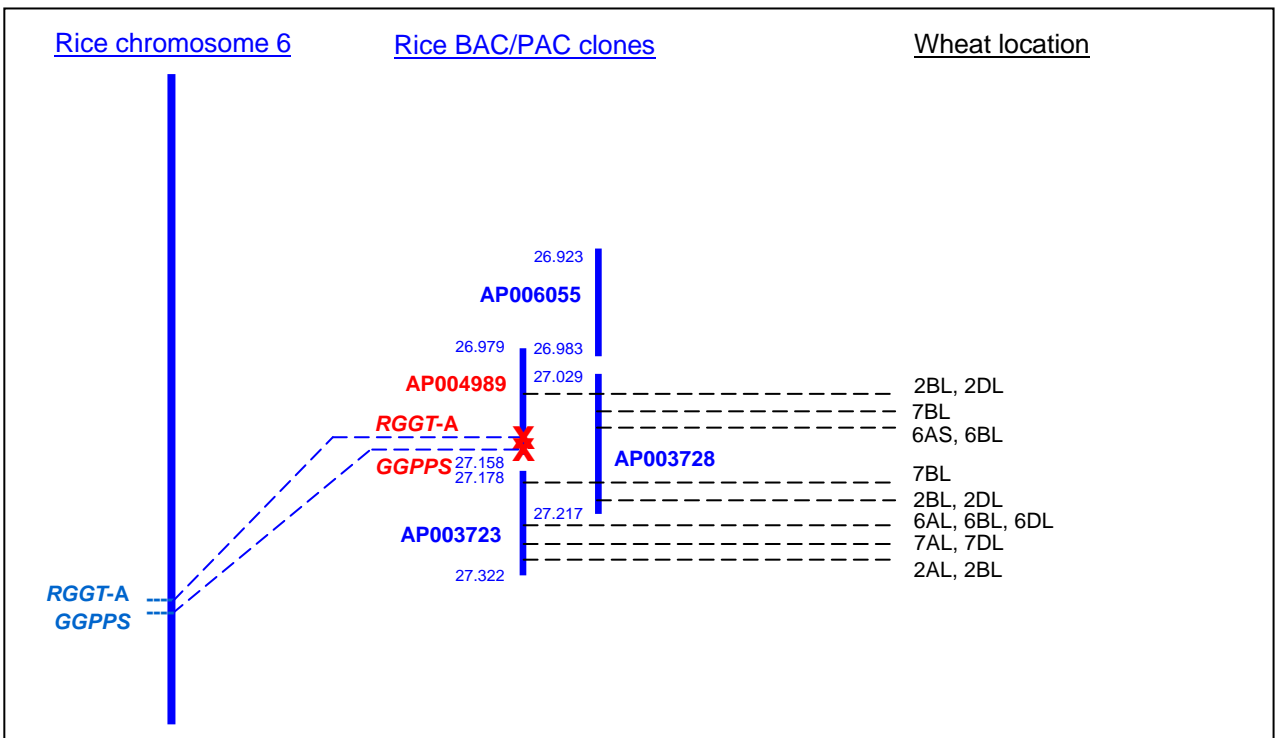 Rice chromosome 6
Rice BAC/PAC clones
Wheat location
26.923
AP006055
26.979
26.983
AP004989
27.029
2BL, 2DL
7BL
RGGT-A
6AS, 6BL
GGPPS
27.158
AP003728
27.178
7BL
2BL, 2DL
27.217
6AL, 6BL, 6DL
AP003723
7AL, 7DL
2AL, 2BL
27.322
RGGT-A
GGPPS